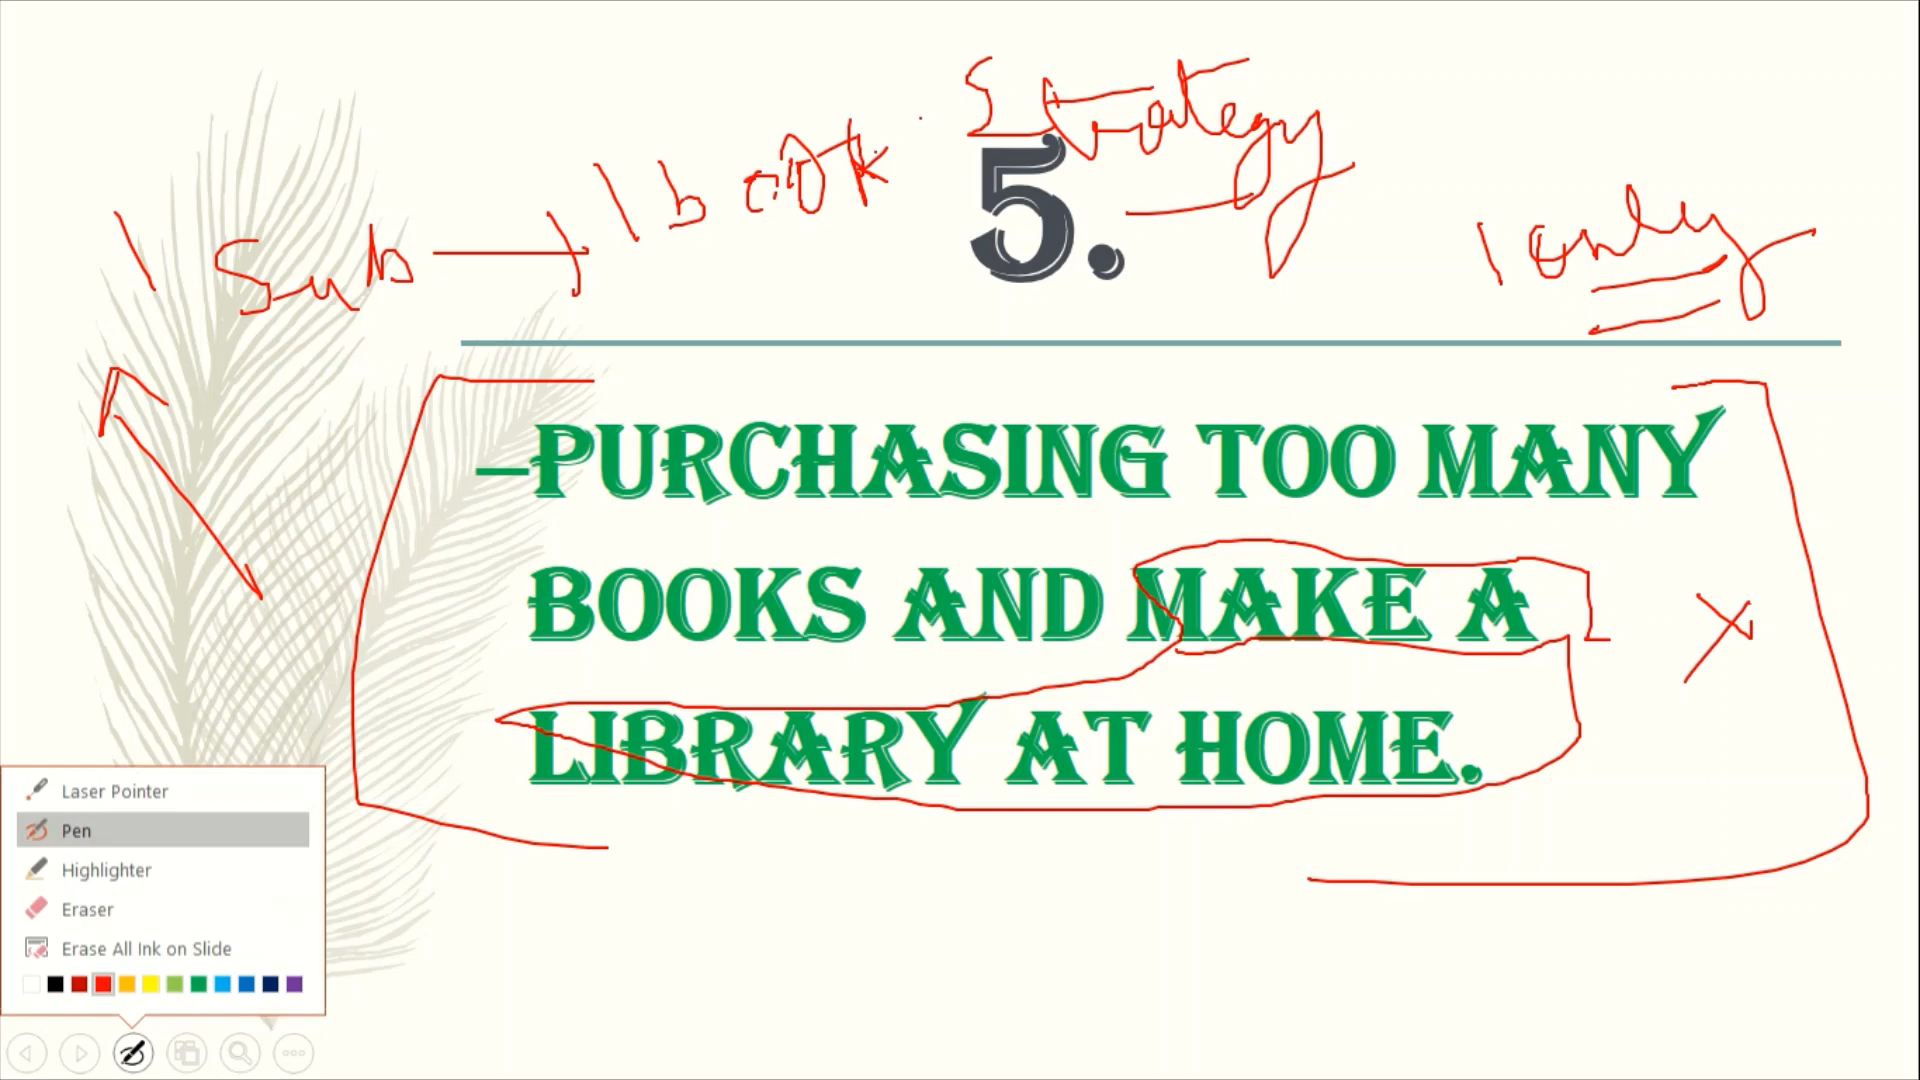 Strategy
1 Sub → 1 book
1 only
5.
–PURCHASING TOO MANY
BOOKS AND MAKE A
LIBRARY AT HOME.
Laser Pointer
Pen
Highlighter
Eraser
Erase All Ink on Slide